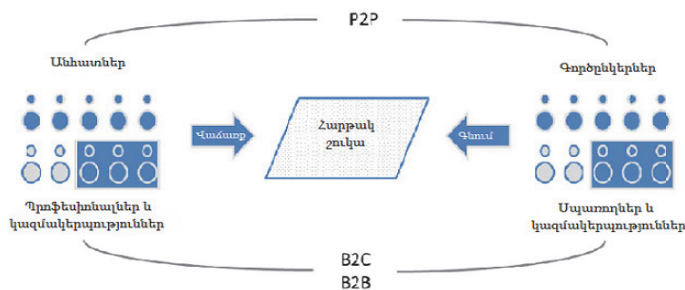 P2P
Անհատներ
Գործընկերներ
Վաճառք
Հարթակ
շուկա
Գնում
Պրոֆեսիոնալներ և
կազմակերպություններ
Սպառողներ և
կազմակերպություններ
B2C
B2B